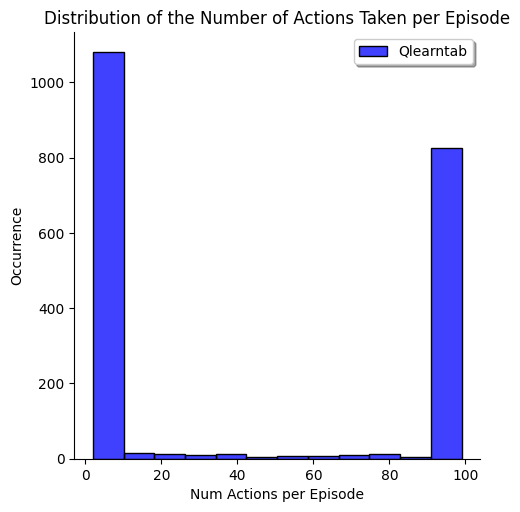 Distribution of the Number of Actions Taken per Episode
Qlearntab
1000
800
600
400
200
0
Occurrence
0 20 40 60 80 100
Num Actions per Episode